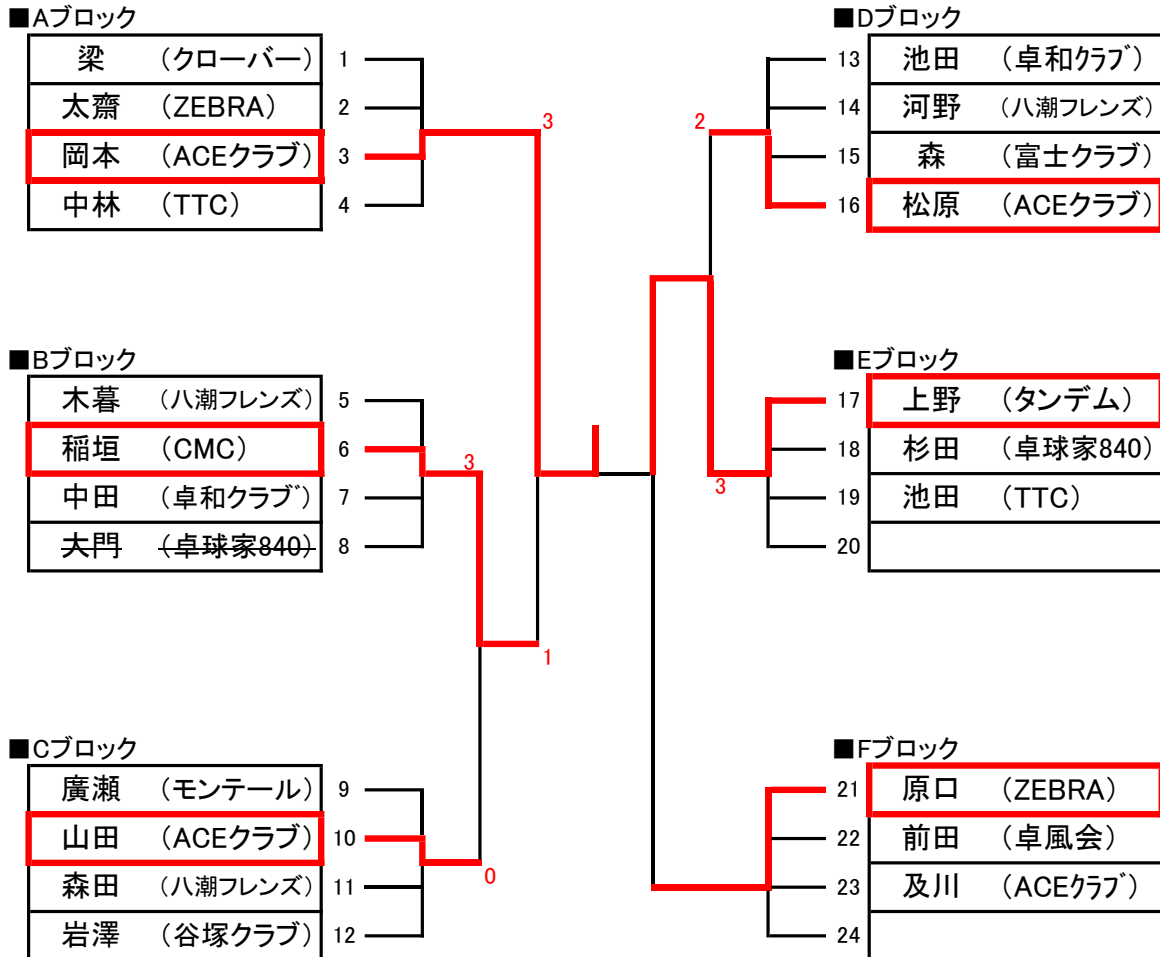 ■Aブロック
梁 （クローバー） 1
太齋 （ZEBRA） 2
岡本 （ACEクラブ） 3
中林 （TTC） 4
3
■Bブロック
木暮 （八潮フレンズ） 5
稲垣 （CMC） 6
中田 （卓和クラブ） 7
大門 （卓球家840） 8
3
1
■Cブロック
廣瀬 （モンテール） 9
山田 （ACEクラブ） 10
森田 （八潮フレンズ） 11
岩澤 （谷塚クラブ） 12
0
■Dブロック
13 池田 （卓和クラブ）
14 河野 （八潮フレンズ）
15 森 （富士クラブ）
16 松原 （ACEクラブ）
2
■Eブロック
17 上野 （タンデム）
18 杉田 （卓球家840）
19 池田 （TTC）
20
3
■Fブロック
21 原口 （ZEBRA）
22 前田 （卓風会）
23 及川 （ACEクラブ）
24